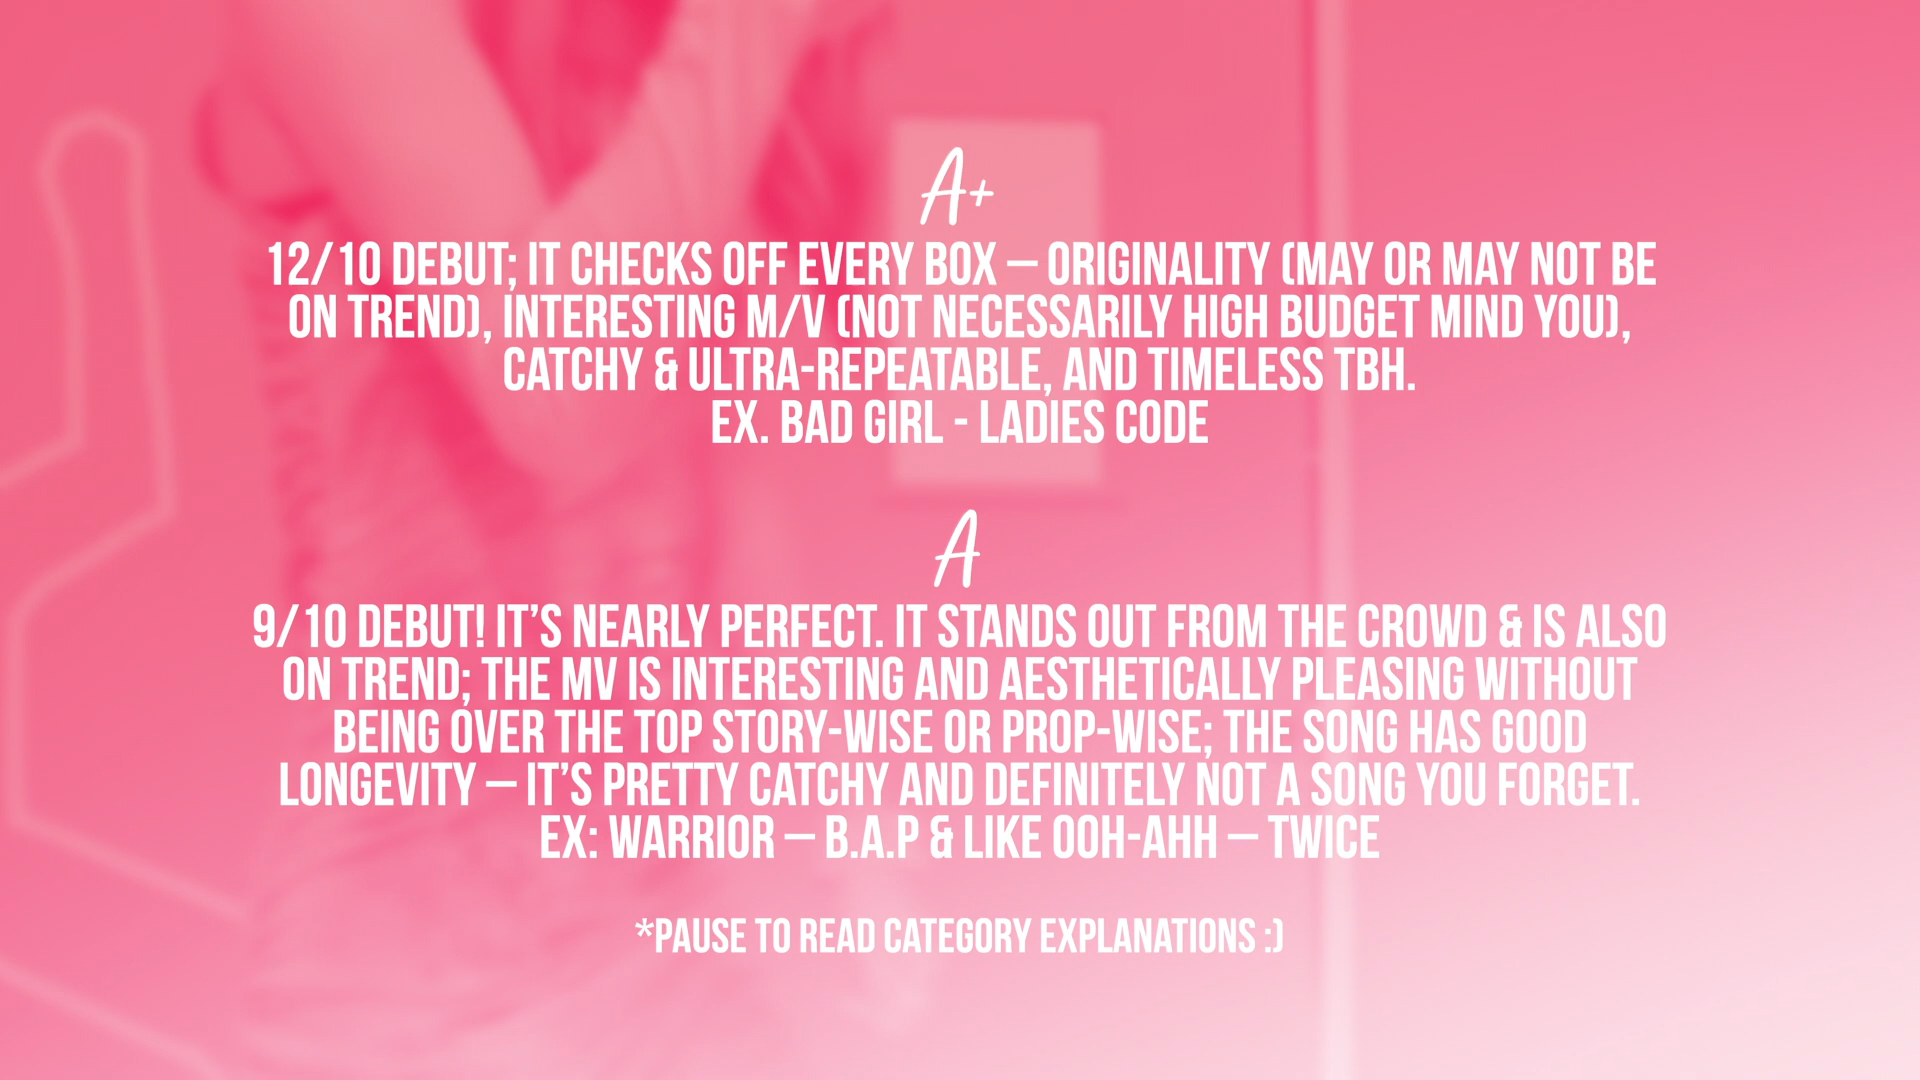 A+
12/10 DEBUT; IT CHECKS OFF EVERY BOX – ORIGINALITY (MAY OR MAY NOT BE
ON TREND), INTERESTING M/V (NOT NECESSARILY HIGH BUDGET MIND YOU),
CATCHY & ULTRA-REPEATABLE, AND TIMELESS TBH.
EX. BAD GIRL - LADIES CODE
A
9/10 DEBUT! IT’S NEARLY PERFECT. IT STANDS OUT FROM THE CROWD & IS ALSO
ON TREND; THE MV IS INTERESTING AND AESTHETICALLY PLEASING WITHOUT
BEING OVER THE TOP STORY-WISE OR PROP-WISE; THE SONG HAS GOOD
LONGEVITY – IT’S PRETTY CATCHY AND DEFINITELY NOT A SONG YOU FORGET.
EX: WARRIOR – B.A.P & LIKE OOH-AHH – TWICE
*PAUSE TO READ CATEGORY EXPLANATIONS :)